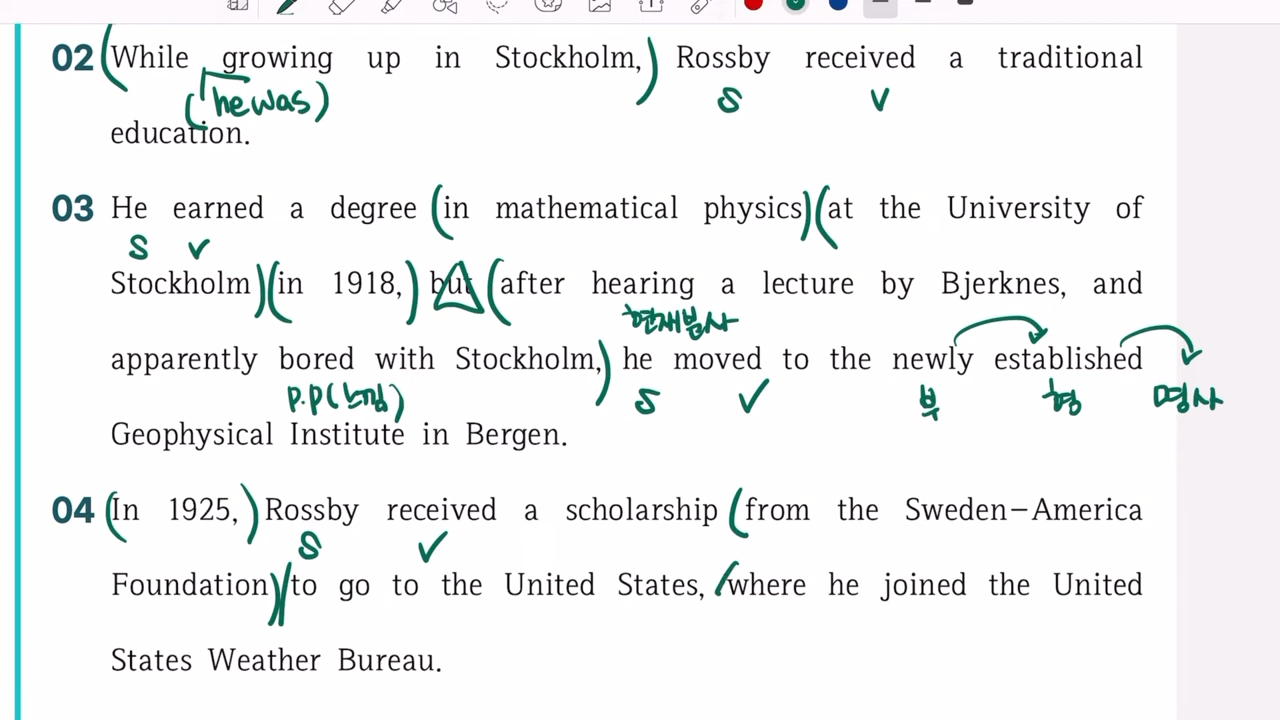 02 While growing up in Stockholm, Rossby received a traditional
(he was) S V
education.
03 He earned a degree in mathematical physics at the University of
S V
Stockholm in 1918, but after hearing a lecture by Bjerknes, and
현재분사
apparently bored with Stockholm, he moved to the newly established
p.p(느낌) S V 부 형 명사
Geophysical Institute in Bergen.
04 In 1925, Rossby received a scholarship from the Sweden-America
S V
Foundation to go to the United States, where he joined the United
States Weather Bureau.